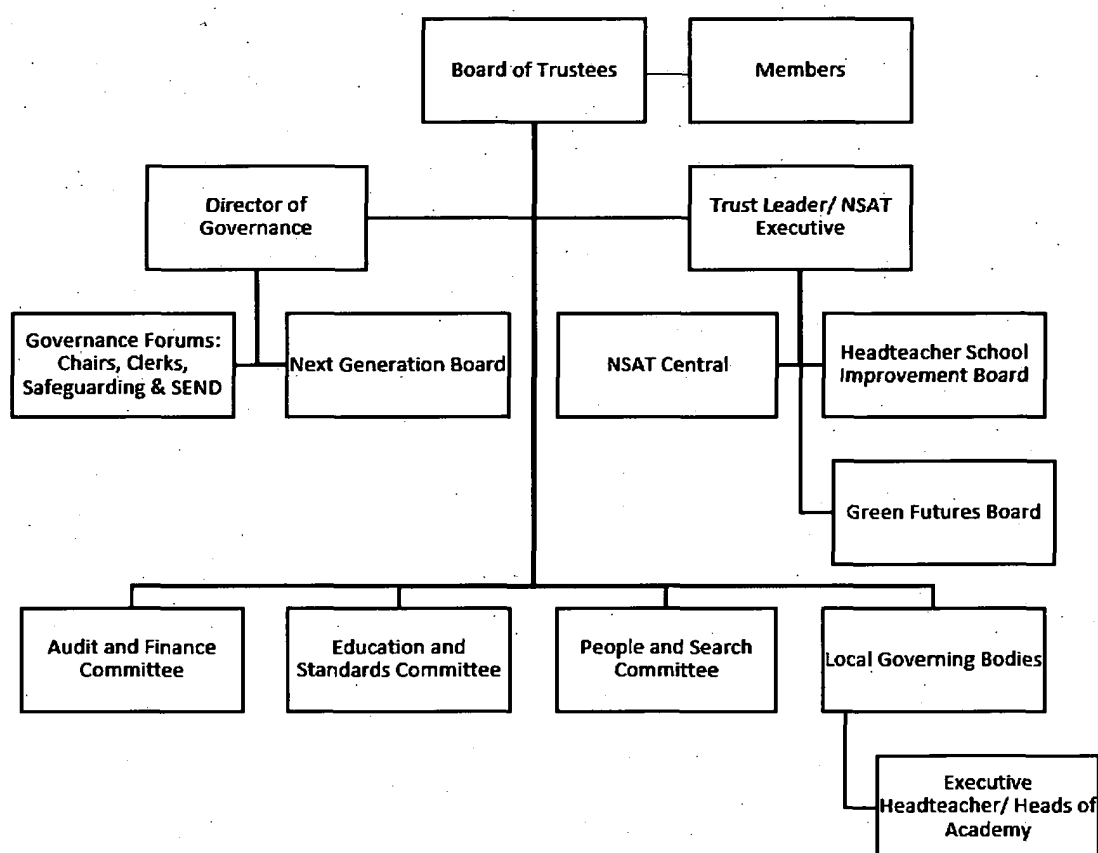 Board of Trustees
Members
Director of
Governance
Trust Leader/ NSAT
Executive
Governance Forums:
Chairs, Clerks,
Safeguarding & SEND
Next Generation Board
NSAT Central
Headteacher School
Improvement Board
Green Futures Board
Audit and Finance
Committee
Education and
Standards Committee
People and Search
Committee
Local Governing Bodies
Executive
Headteacher/ Heads of
Academy